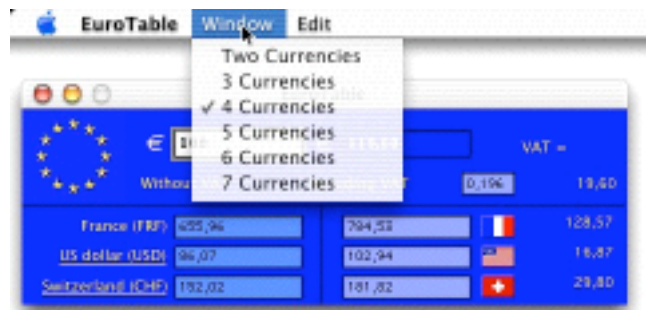 EuroTable Window Edit
Two Currencies
3 Currencies
✓ 4 Currencies
5 Currencies
6 Currencies
7 Currencies
€ VAT =
0,196 19,60
France (FRF) 655,96 784,53 128,57
US dollar (USD) 86,07 102,94 16,87
Switzerland (CHF) 152,02 181,82 29,80